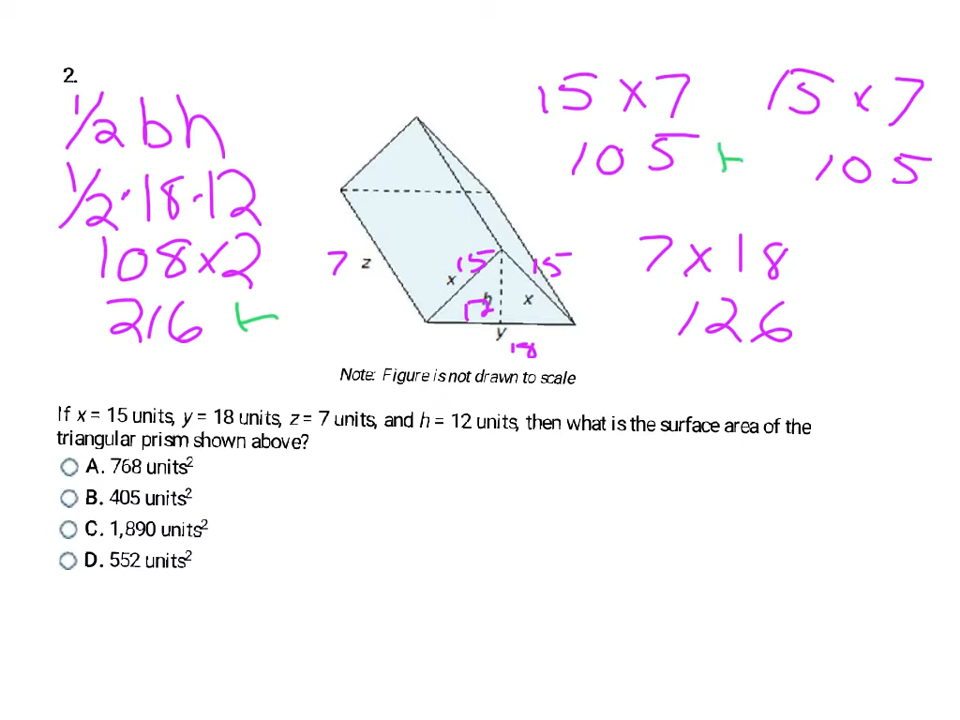 2.
1/2 bh
1/2·18·12
108x2
216 +
15 x 7
105 +
15 x 7
105
7 x 18
126
7 z
x 15
15
h
12
x
y
18
Note: Figure is not drawn to scale
If x = 15 units, y = 18 units, z = 7 units, and h = 12 units, then what is the surface area of the
triangular prism shown above?
A. 768 units²
B. 405 units²
C. 1,890 units²
D. 552 units²